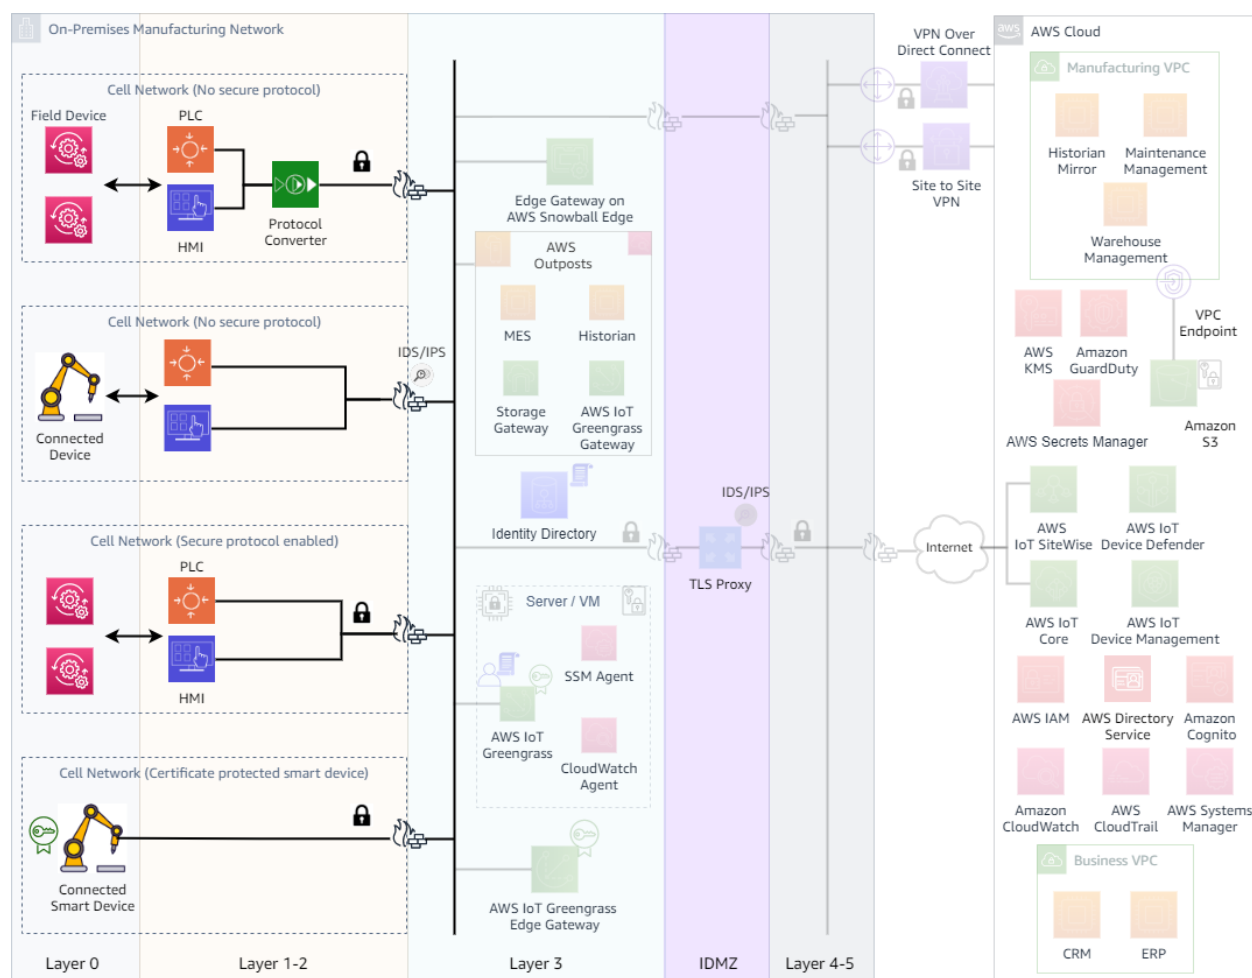 On-Premises Manufacturing Network
Cell Network (No secure protocol)
Field Device
PLC
HMI
Protocol
Converter
Cell Network (No secure protocol)
Connected
Device
IDS/IPS
Cell Network (Secure protocol enabled)
PLC
HMI
Cell Network (Certificate protected smart device)
Connected
Smart Device
Edge Gateway on
AWS Snowball Edge
AWS
Outposts
MES
Historian
Storage
Gateway
AWS IoT
Greengrass
Gateway
Identity Directory
Server / VM
SSM Agent
AWS IoT
Greengrass
CloudWatch
Agent
AWS IoT Greengrass
Edge Gateway
IDS/IPS
TLS Proxy
VPN Over
Direct Connect
Site to Site
VPN
Internet
aws
AWS Cloud
Manufacturing VPC
Historian
Mirror
Maintenance
Management
Warehouse
Management
VPC
Endpoint
AWS
KMS
Amazon
GuardDuty
AWS Secrets Manager
Amazon
S3
AWS
IoT SiteWise
AWS IoT
Device Defender
AWS IoT
Core
AWS IoT
Device Management
AWS IAM
AWS Directory
Service
Amazon
Cognito
Amazon
CloudWatch
AWS
CloudTrail
AWS Systems
Manager
Business VPC
CRM
ERP
Layer 0
Layer 1-2
Layer 3
IDMZ
Layer 4-5